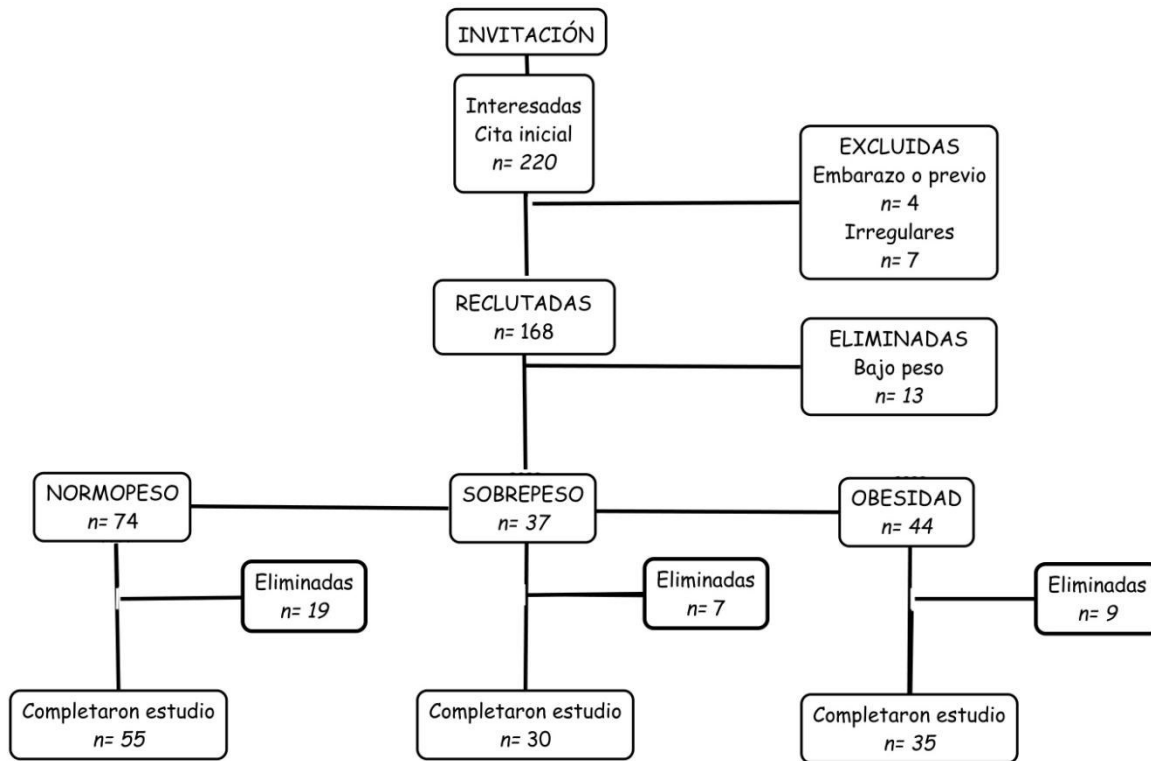 INVITACIÓN
Interesadas
Cita inicial
n= 220
EXCLUIDAS
Embarazo o previo
n= 4
Irregulares
n= 7
RECLUTADAS
n= 168
ELIMINADAS
Bajo peso
n= 13
NORMOPESO
n= 74
SOBREPESO
n= 37
OBESIDAD
n= 44
Eliminadas
n= 19
Eliminadas
n= 7
Eliminadas
n= 9
Completaron estudio
n= 55
Completaron estudio
n= 30
Completaron estudio
n= 35